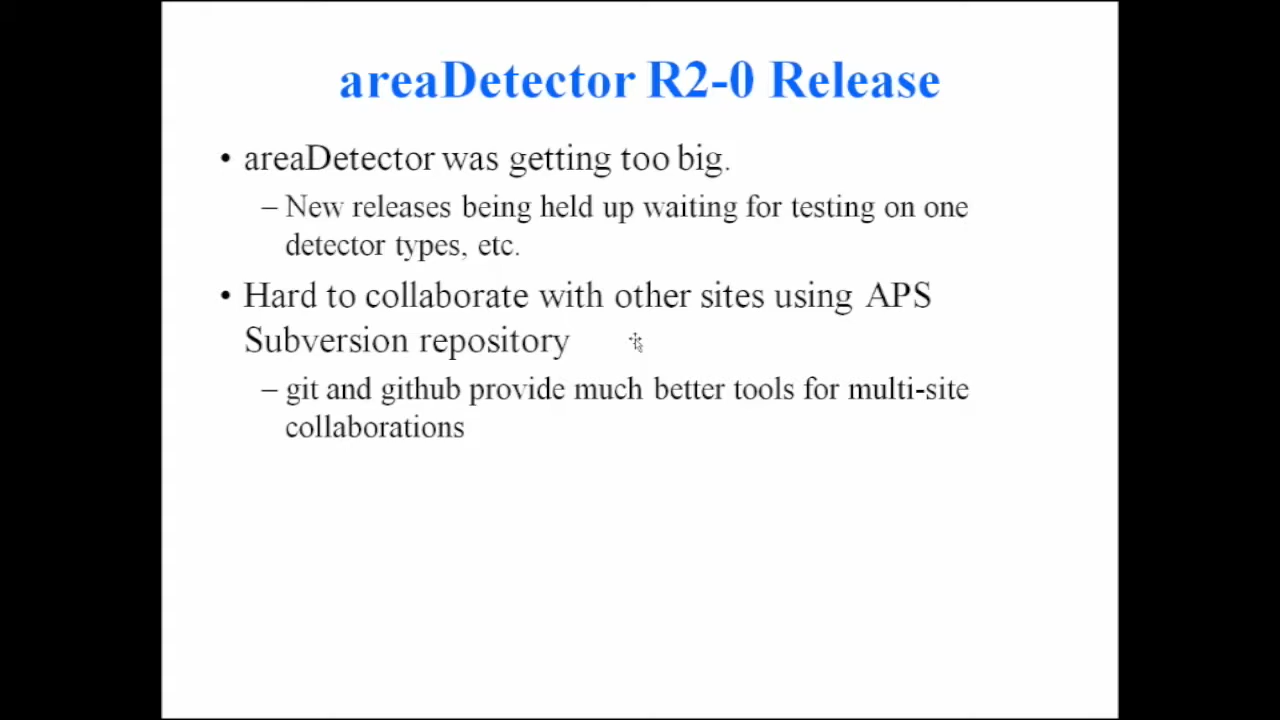 areaDetector R2-0 Release
• areaDetector was getting too big.
– New releases being held up waiting for testing on one
detector types, etc.
• Hard to collaborate with other sites using APS
Subversion repository
– git and github provide much better tools for multi-site
collaborations